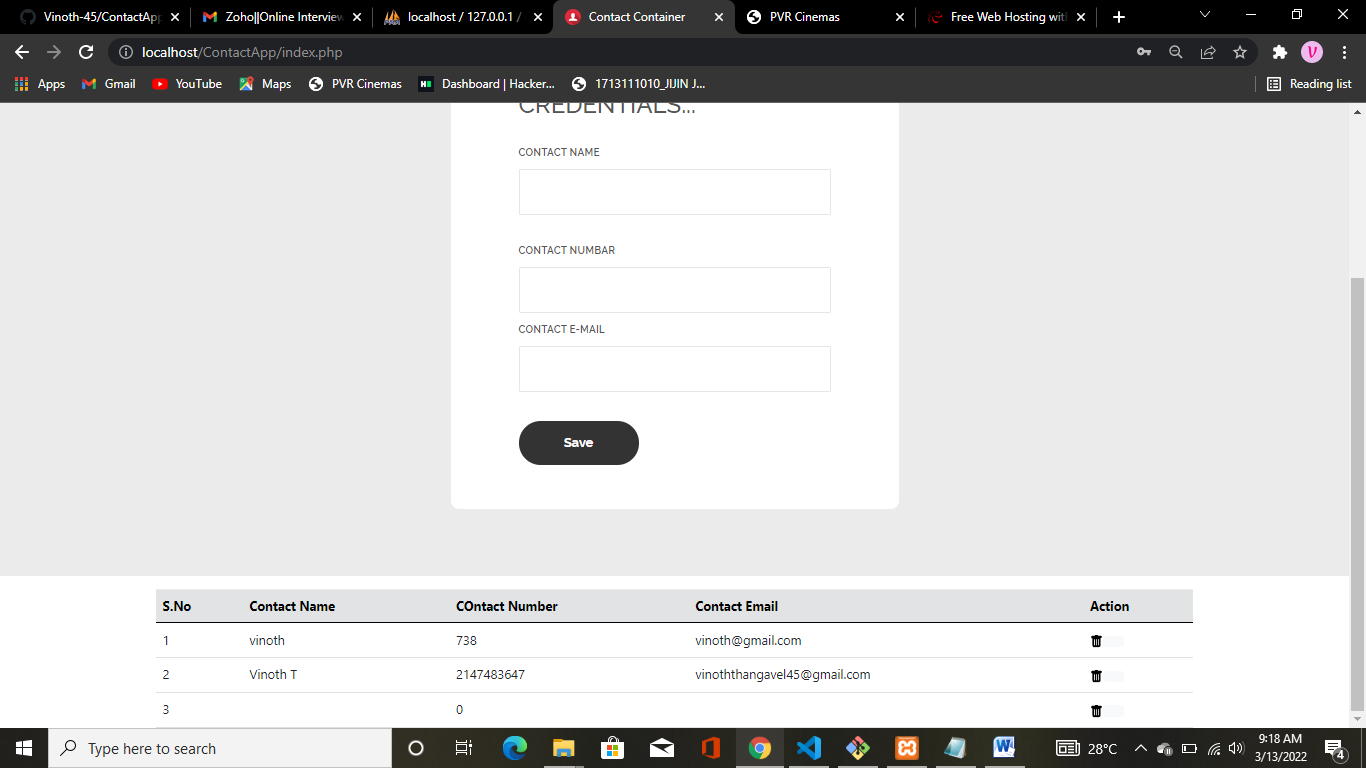 Vinoth-45/ContactApp
Zoho||Online Interview
localhost / 127.0.0.1 /
Contact Container
PVR Cinemas
Free Web Hosting with
localhost/ContactApp/index.php
V
Apps
Gmail
YouTube
Maps
PVR Cinemas
Dashboard | Hacker...
1713111010_JIJIN J...
Reading list
CREDENTIALS...
CONTACT NAME
CONTACT NUMBAR
CONTACT E-MAIL
Save
S.No Contact Name COntact Number Contact Email Action
1 vinoth 738 vinoth@gmail.com
2 Vinoth T 2147483647 vinoththangavel45@gmail.com
3 0
Type here to search
28°C
9:18 AM
3/13/2022
4